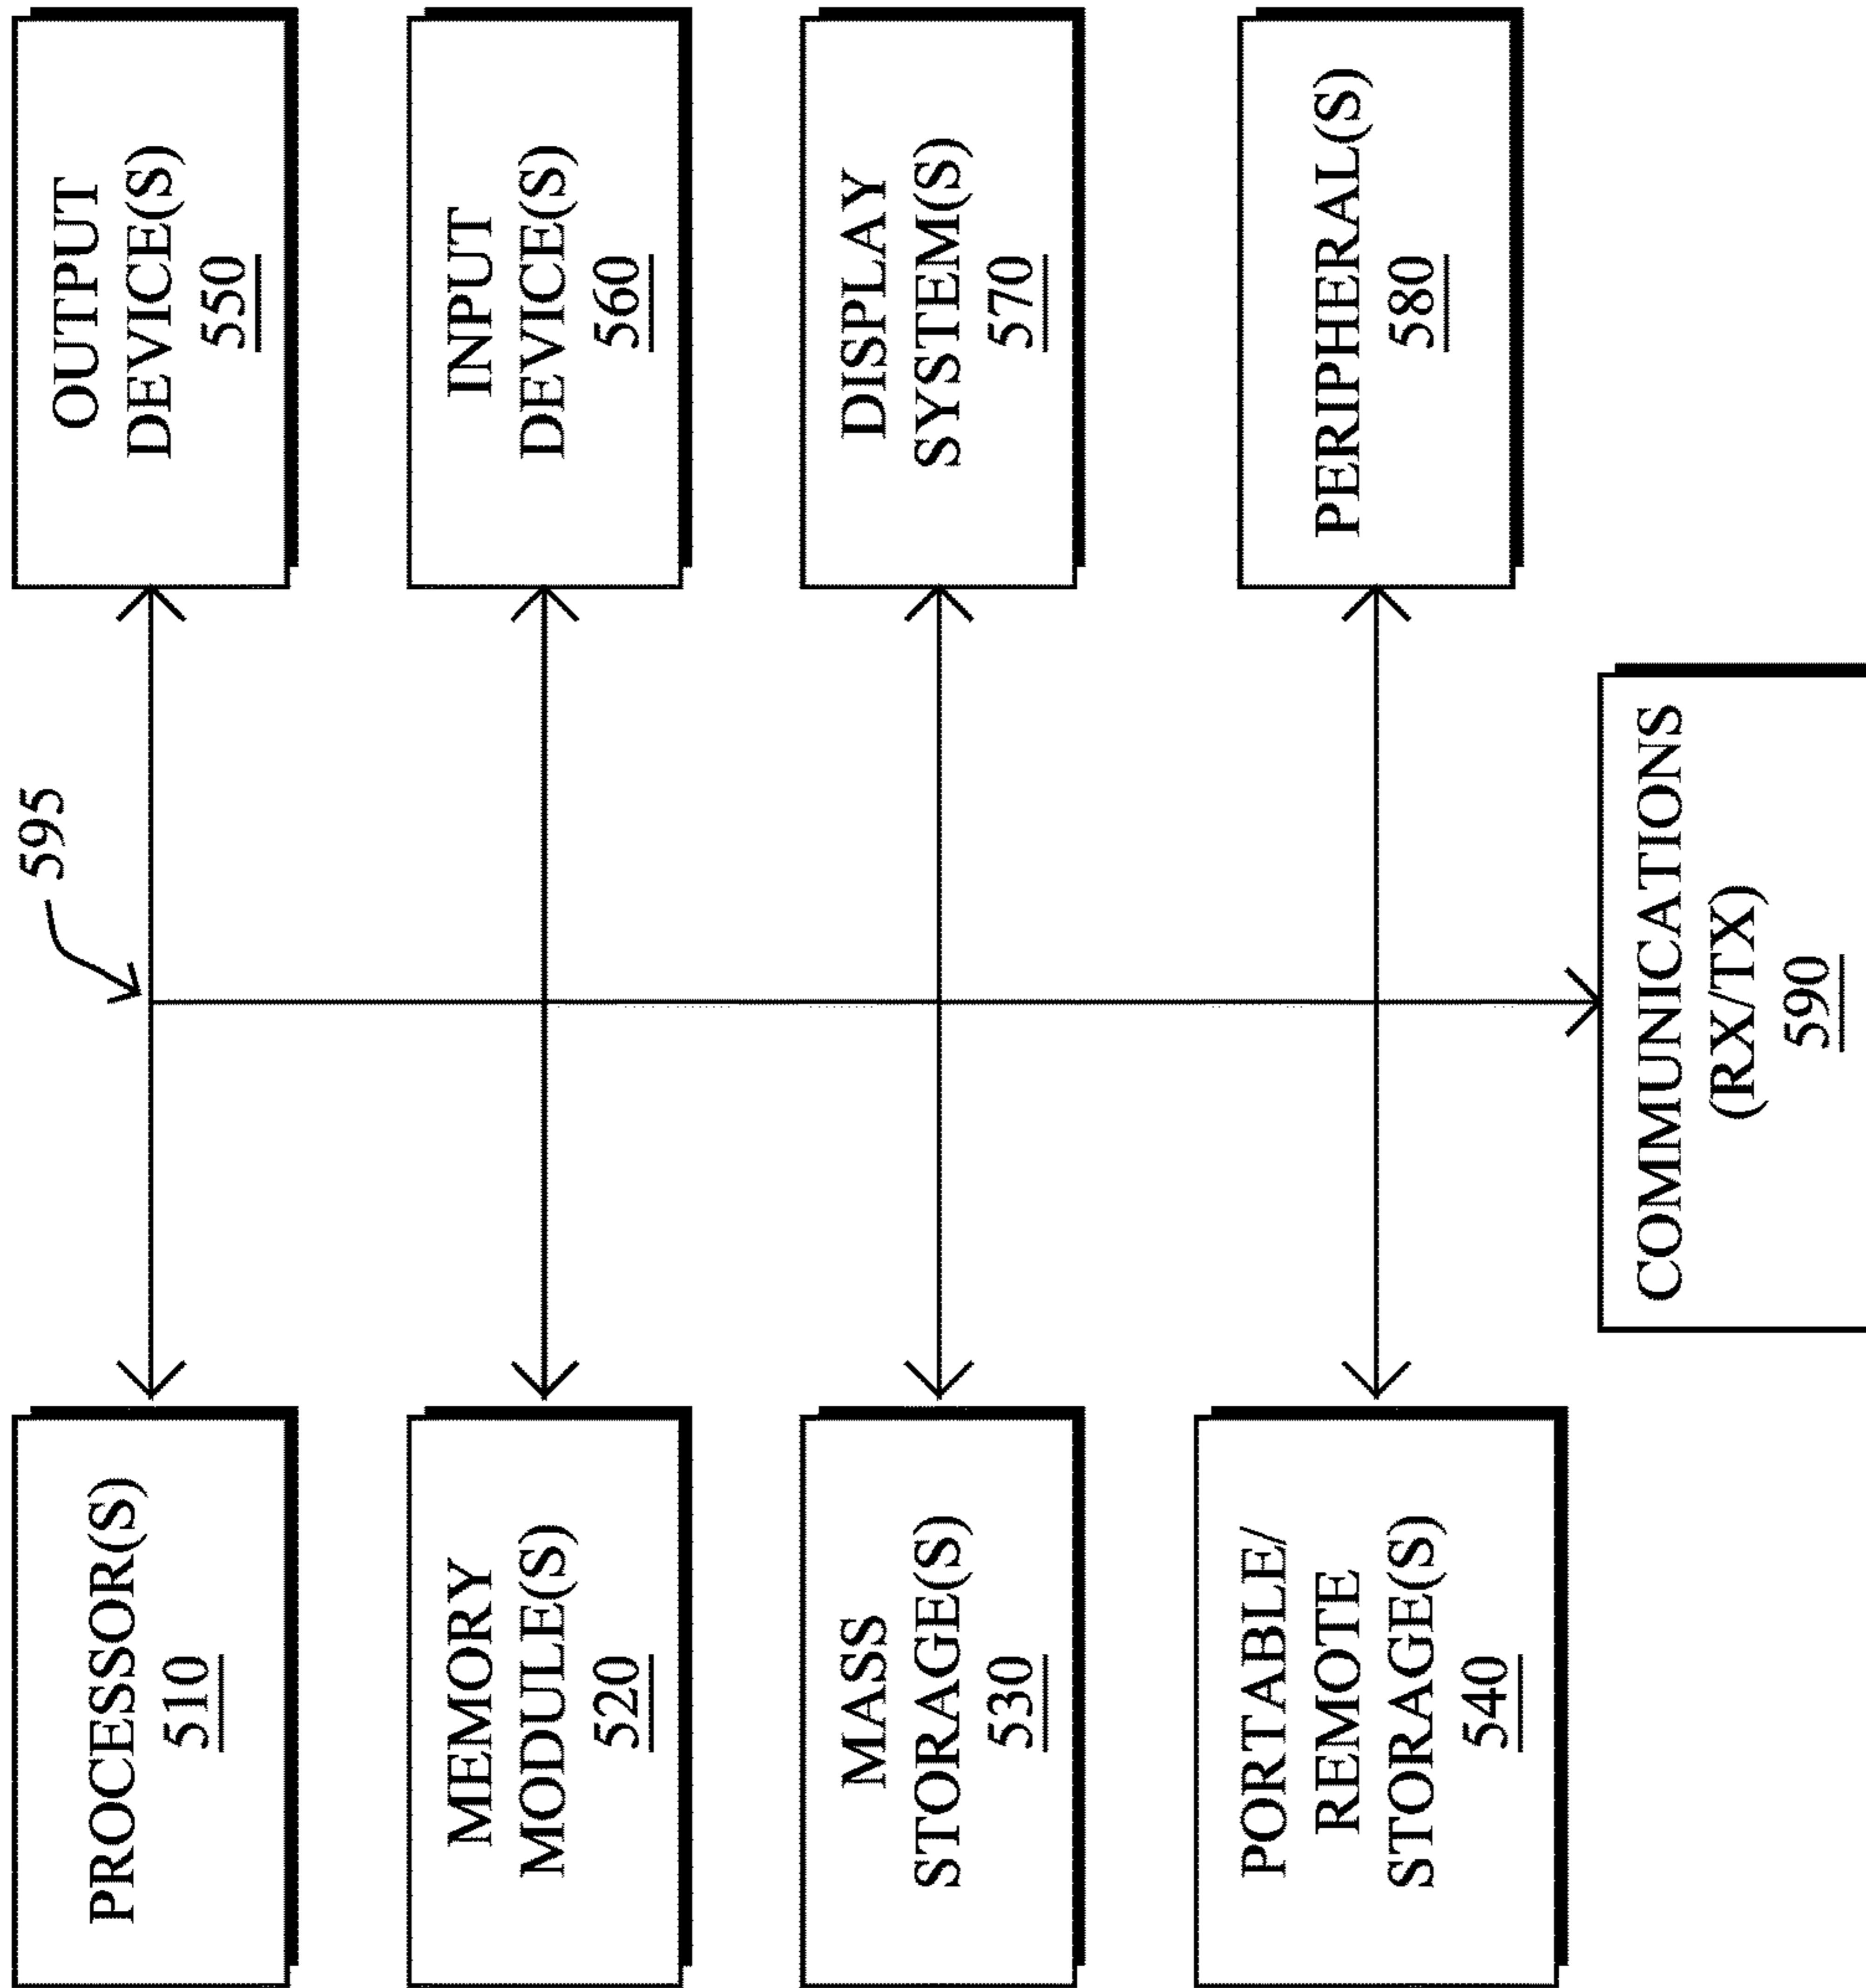 PROCESSOR(S)
510
MEMORY
MODULE(S)
520
MASS
STORAGE(S)
530
PORTABLE/
REMOTE
STORAGE(S)
540
595
OUTPUT
DEVICE(S)
550
INPUT
DEVICE(S)
560
DISPLAY
SYSTEM(S)
570
PERIPHERAL(S)
580
COMMUNICATIONS
(RX/TX)
590